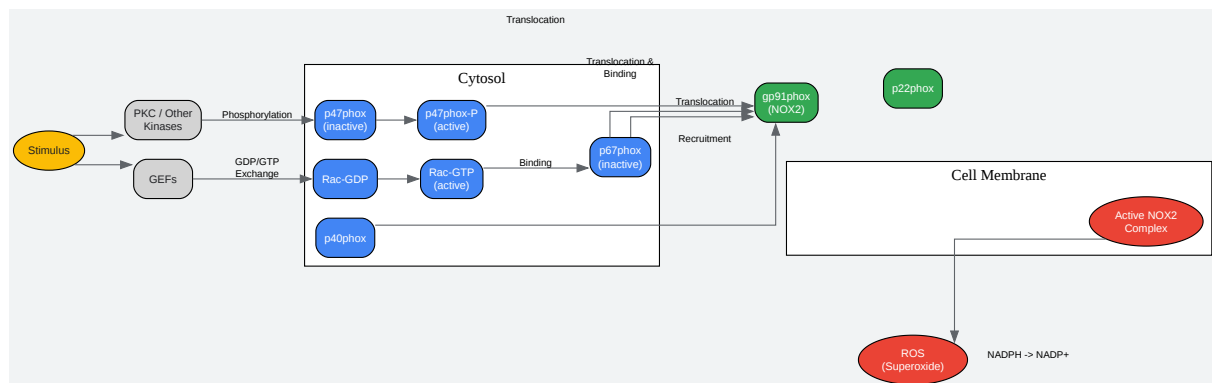 Translocation
Translocation &
Binding
Cytosol
p47phox
(inactive)
p47phox-P
(active)
gp91phox
(NOX2)
p22phox
PKC / Other
Kinases
Phosphorylation
Translocation
Stimulus
Recruitment
p67phox
(inactive)
GEFs
GDP/GTP
Exchange
Rac-GDP
Rac-GTP
(active)
Binding
Cell Membrane
p40phox
Active NOX2
Complex
ROS
(Superoxide)
NADPH -> NADP+